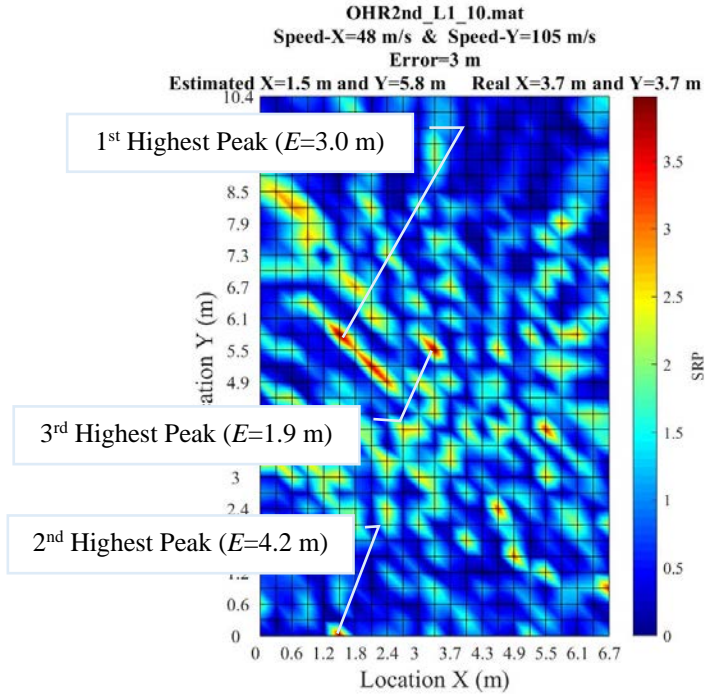 OHR2nd_L1_10.mat
Speed-X=48 m/s & Speed-Y=105 m/s
Error=3 m
Estimated X=1.5 m and Y=5.8 m Real X=3.7 m and Y=3.7 m
10.4
1st Highest Peak (E=3.0 m)
8.5
7.9
7.3
6.7
6.1
5.5
4.9
3rd Highest Peak (E=1.9 m)
3
2.4
2nd Highest Peak (E=4.2 m)
1.2
0.6
0
0 0.6 1.2 1.8 2.4 3 3.7 4.3 4.9 5.5 6.1 6.7
Location X (m)
cation Y (m)
3.5
3
2.5
2
1.5
1
0.5
0
SRP